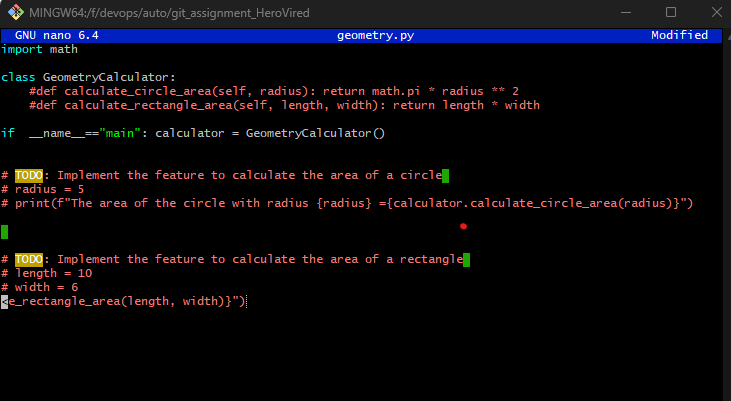 MINGW64:/f/devops/auto/git_assignment_HeroVired
GNU nano 6.4 geometry.py Modified
import math
class GeometryCalculator:
#def calculate_circle_area(self, radius): return math.pi * radius ** 2
#def calculate_rectangle_area(self, length, width): return length * width
if __name__=="main": calculator = GeometryCalculator()
# TODO: Implement the feature to calculate the area of a circle
# radius = 5
# print(f"The area of the circle with radius {radius} ={calculator.calculate_circle_area(radius)}")
# TODO: Implement the feature to calculate the area of a rectangle
# length = 10
# width = 6
<e_rectangle_area(length, width)}")